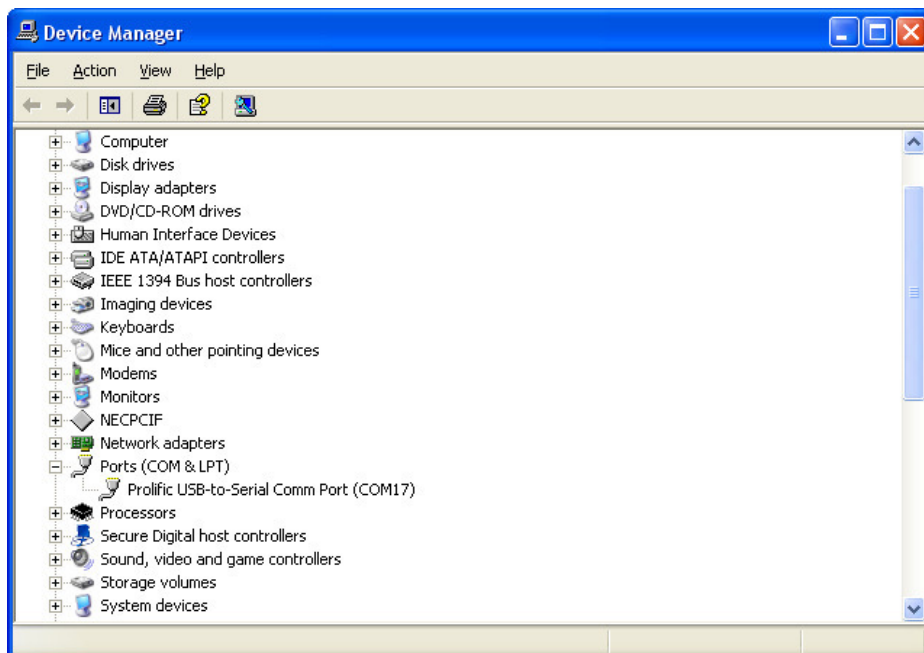 Device Manager
File Action View Help
Computer
Disk drives
Display adapters
DVD/CD-ROM drives
Human Interface Devices
IDE ATA/ATAPI controllers
IEEE 1394 Bus host controllers
Imaging devices
Keyboards
Mice and other pointing devices
Modems
Monitors
NECPCIF
Network adapters
Ports (COM & LPT)
Prolific USB-to-Serial Comm Port (COM17)
Processors
Secure Digital host controllers
Sound, video and game controllers
Storage volumes
System devices